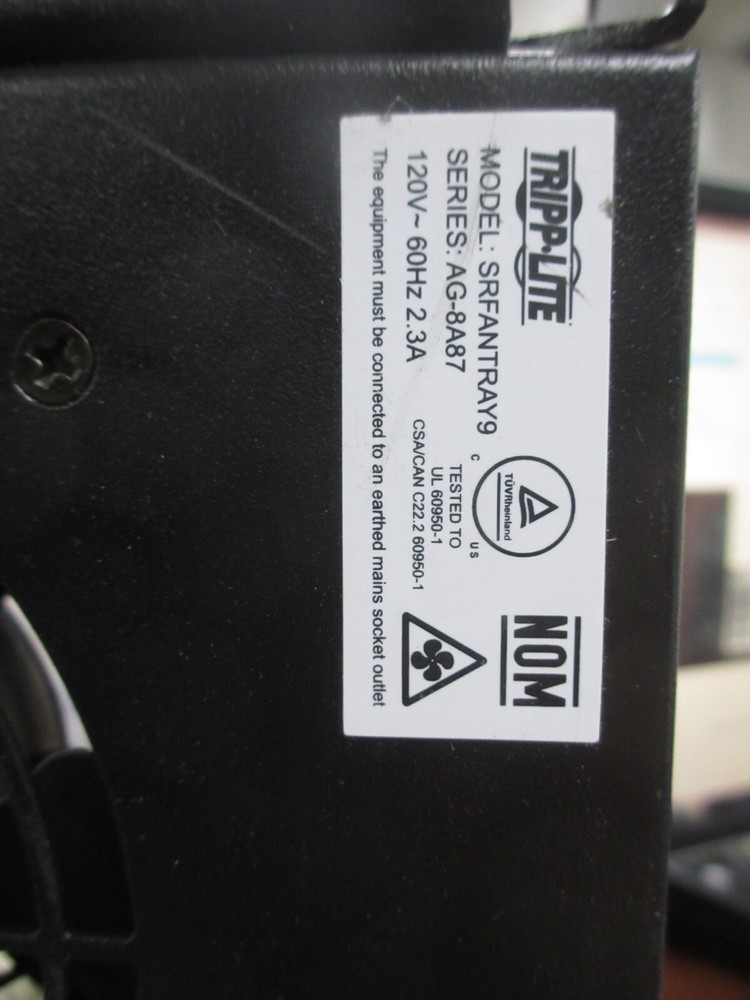 TRIPP·LITE
MODEL: SRFANTRAY9
SERIES: AG-8A87
120V~ 60Hz 2.3A
The equipment must be connected to an earthed mains socket outlet
TÜVRheinland
C US
TESTED TO
UL 60950-1
CSA/CAN C22.2 60950-1
NOM